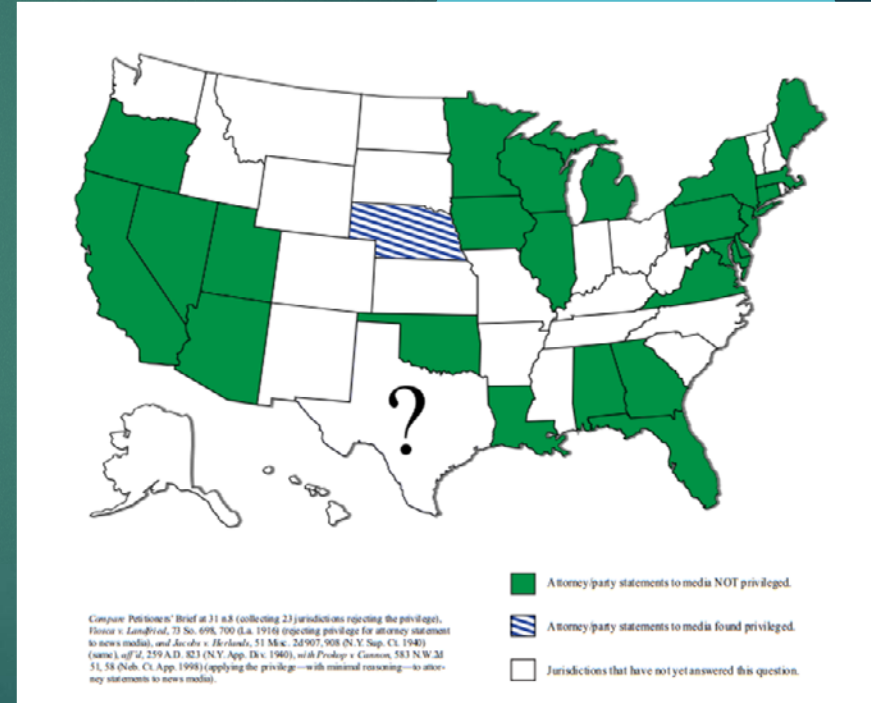 ?
Attorney/party statements to media NOT privileged.
Attorney/party statements to media found privileged.
Jurisdictions that have not yet answered this question.
Compare Petitioners' Brief at 31 n.8 (collecting 23 jurisdictions rejecting the privilege),
Viosca v. Landfried, 73 So. 698, 700 (La. 1916) (rejecting privilege for attorney statement
to news media), and Jacobs v. Herlands, 51 Misc. 2d 907, 908 (N.Y. Sup. Ct. 1940)
(same), aff'd, 259 A.D. 823 (N.Y. App. Div. 1940), with Prokop v. Cannon, 583 N.W.2d
51, 58 (Neb. Ct. App. 1998) (applying the privilege—with minimal reasoning—to attor-
ney statements to news media).